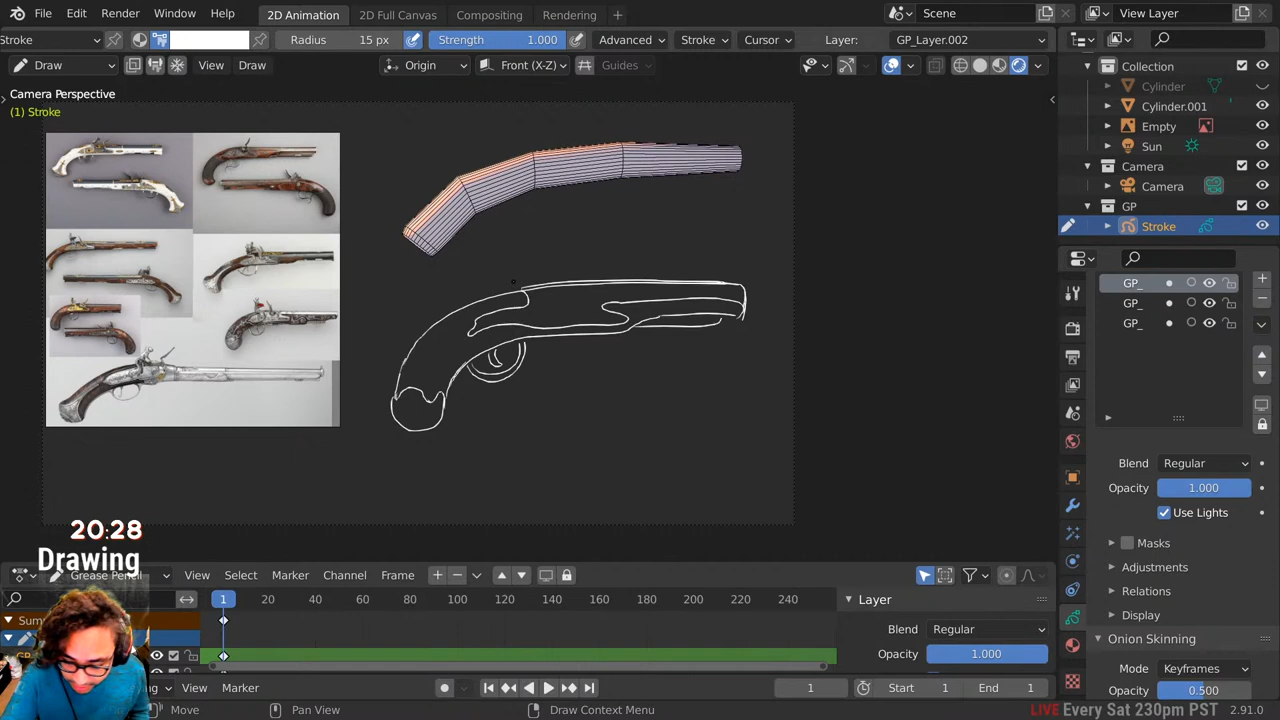 File Edit Render Window Help 2D Animation 2D Full Canvas Compositing Rendering + Scene View Layer
Stroke Radius 15 px Strength 1.000 Advanced Stroke Cursor Layer: GP_Layer.002
Draw View Draw Origin Front (X-Z) Guides
Camera Perspective
(1) Stroke
Collection
Cylinder
Cylinder.001
Empty
Sun
Camera
Camera
GP
Stroke
GP_
GP_
GP_
Blend Regular
Opacity 1.000
Use Lights
Masks
Adjustments
Relations
Display
Onion Skinning
Mode Keyframes
Opacity 0.500
20:28
Drawing
Grease Pencil View Select Marker Channel Frame
1 20 40 60 80 100 120 140 160 180 200 220 240
Layer
Blend Regular
Opacity 1.000
View Marker 1 Start 1 End 1
Move Pan View Draw Context Menu
LIVE Every Sat 230pm PST 2.91.0